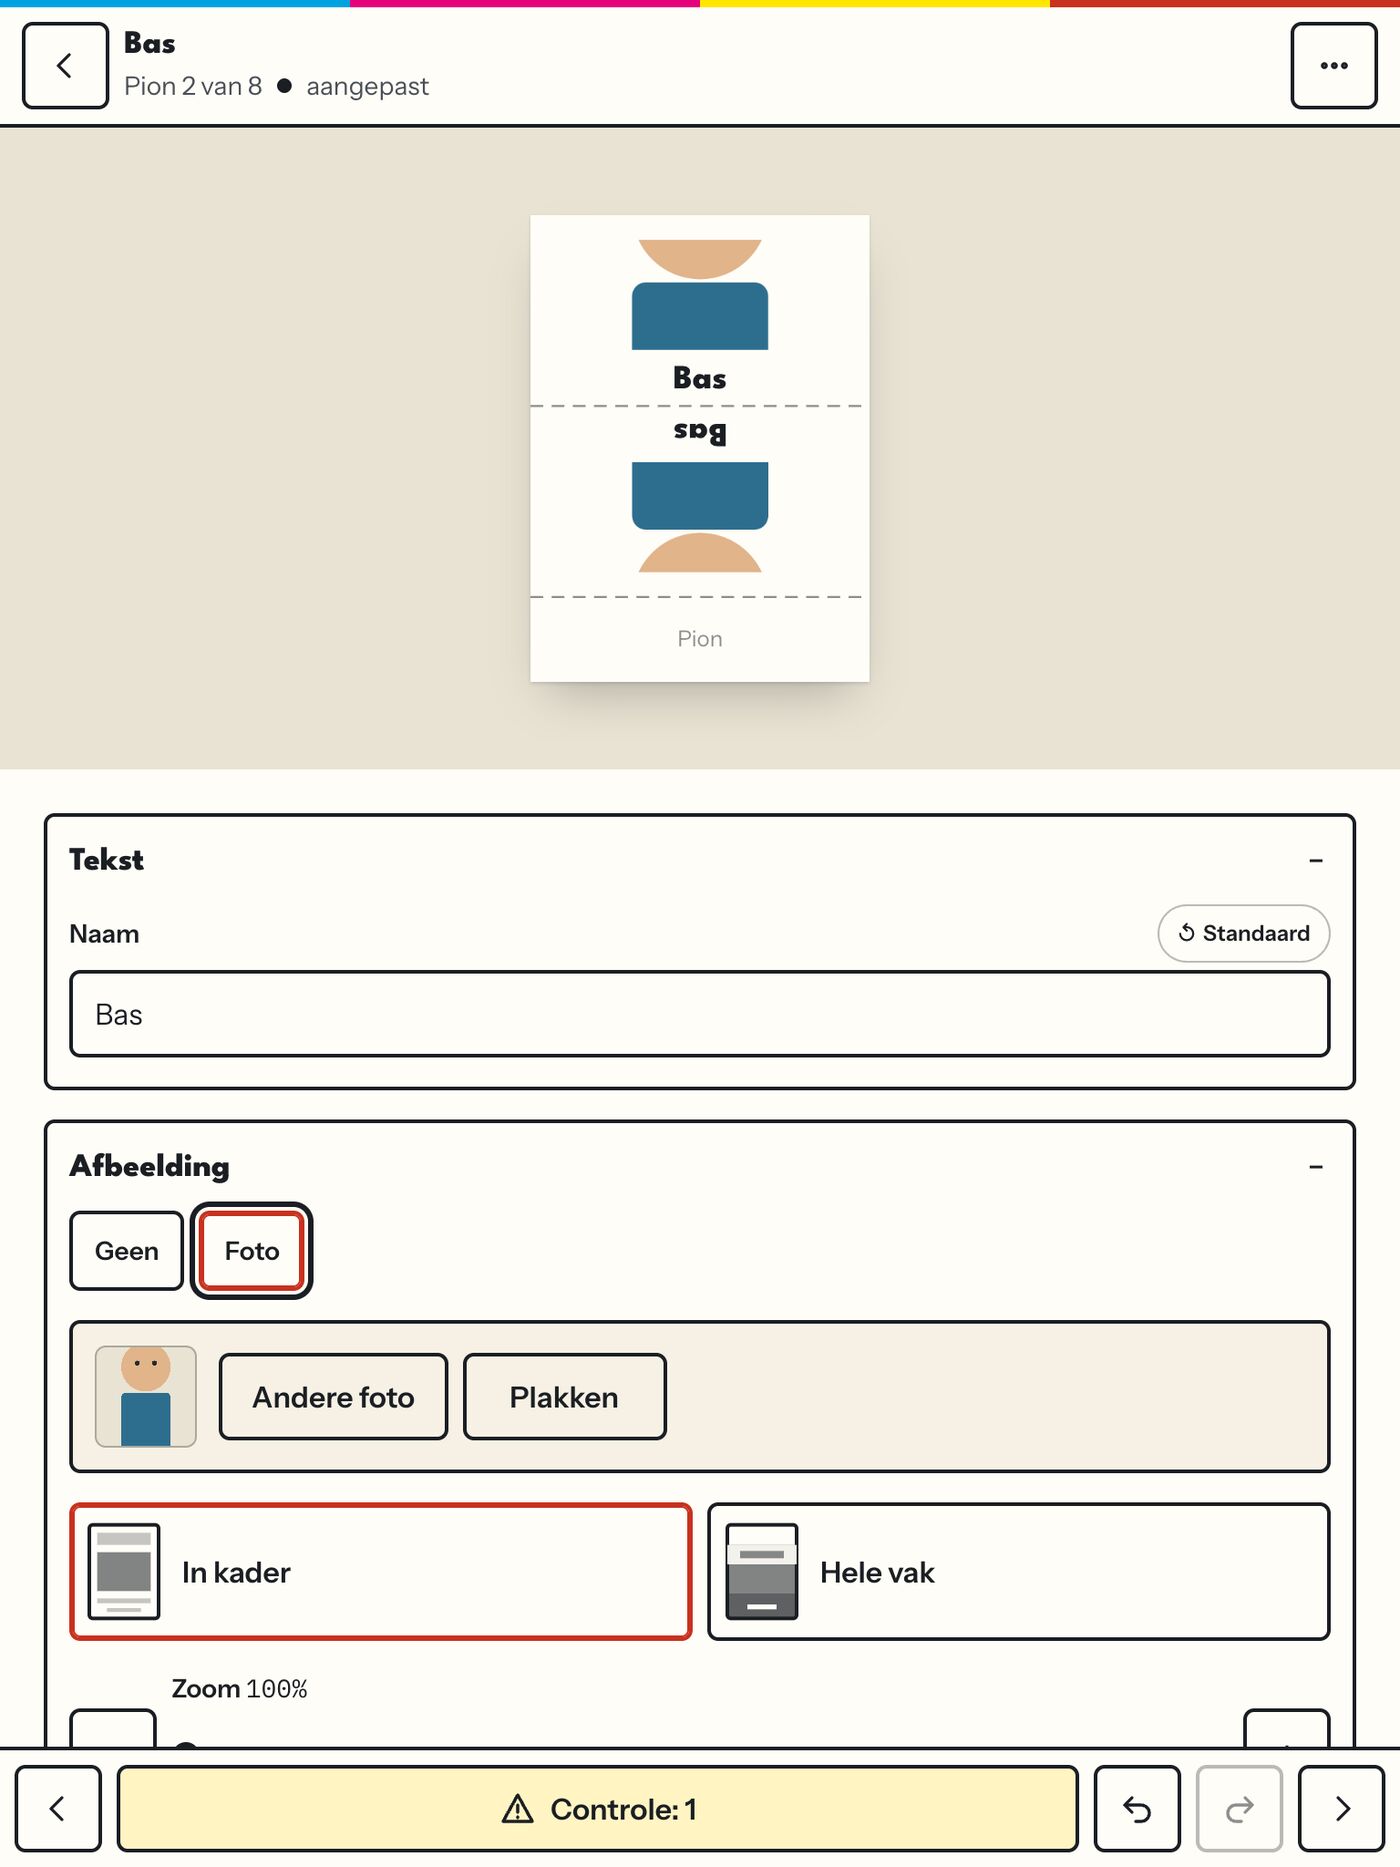 Bas
Pion 2 van 8 ● aangepast
Bas
Bas
Pion
Tekst
Naam
Standaard
Bas
Afbeelding
Geen
Foto
Andere foto
Plakken
In kader
Hele vak
Zoom 100%
Controle: 1